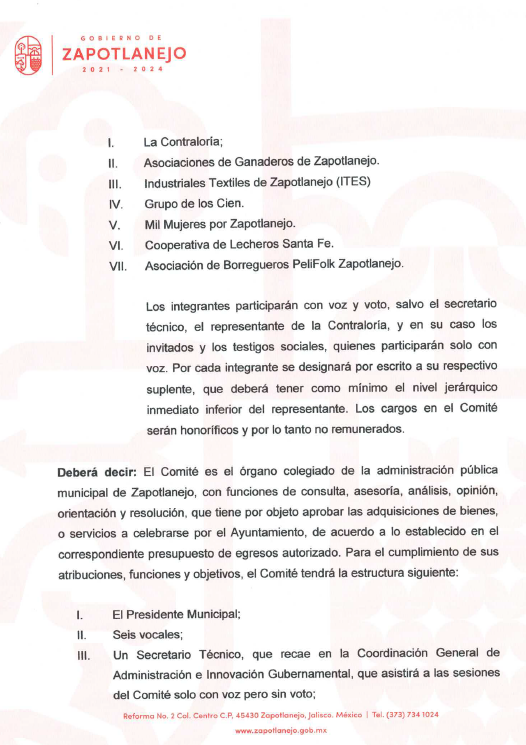 GOBIERNO DE
ZAPOTLANEJO
2021 - 2024
I. La Contraloría;
II. Asociaciones de Ganaderos de Zapotlanejo.
III. Industriales Textiles de Zapotlanejo (ITES)
IV. Grupo de los Cien.
V. Mil Mujeres por Zapotlanejo.
VI. Cooperativa de Lecheros Santa Fe.
VII. Asociación de Borregueros PeliFolk Zapotlanejo.
Los integrantes participarán con voz y voto, salvo el secretario
técnico, el representante de la Contraloría, y en su caso los
invitados y los testigos sociales, quienes participarán solo con
voz. Por cada integrante se designará por escrito a su respectivo
suplente, que deberá tener como mínimo el nivel jerárquico
inmediato inferior del representante. Los cargos en el Comité
serán honoríficos y por lo tanto no remunerados.
Deberá decir: El Comité es el órgano colegiado de la administración pública
municipal de Zapotlanejo, con funciones de consulta, asesoría, análisis, opinión,
orientación y resolución, que tiene por objeto aprobar las adquisiciones de bienes,
o servicios a celebrarse por el Ayuntamiento, de acuerdo a lo establecido en el
correspondiente presupuesto de egresos autorizado. Para el cumplimiento de sus
atribuciones, funciones y objetivos, el Comité tendrá la estructura siguiente:
I. El Presidente Municipal;
II. Seis vocales;
III. Un Secretario Técnico, que recae en la Coordinación General de
Administración e Innovación Gubernamental, que asistirá a las sesiones
del Comité solo con voz pero sin voto;
Reforma No. 2 Col. Centro C.P. 45430 Zapotlanejo, Jalisco. México | Tel. (373) 734 1024
www.zapotlanejo.gob.mx